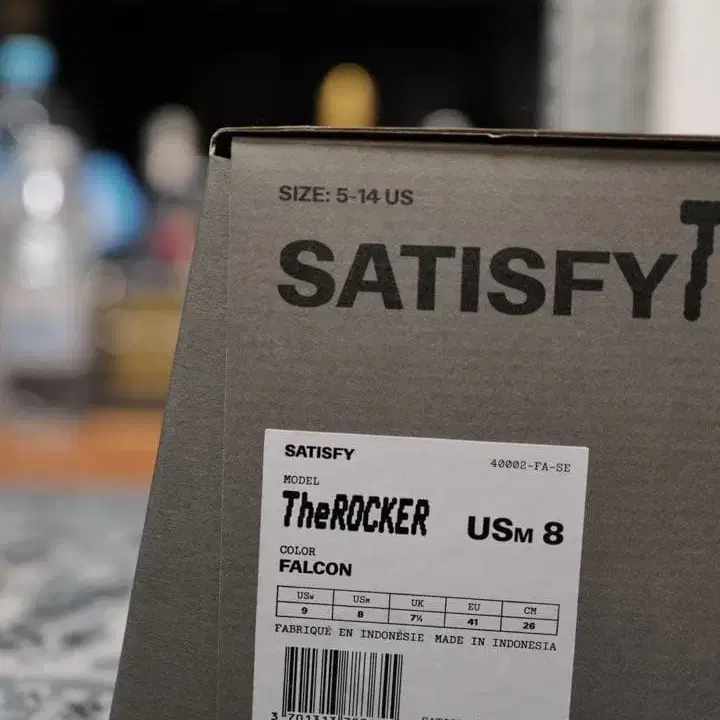 SIZE: 5-14 US
SATISFY
SATISFY
40002-FA-SE
MODEL
TheROCKER
USM 8
COLOR
FALCON
USW USM UK EU CM
9 8 7½ 41 26
FABRIQUÉ EN INDONÉSIE MADE IN INDONESIA